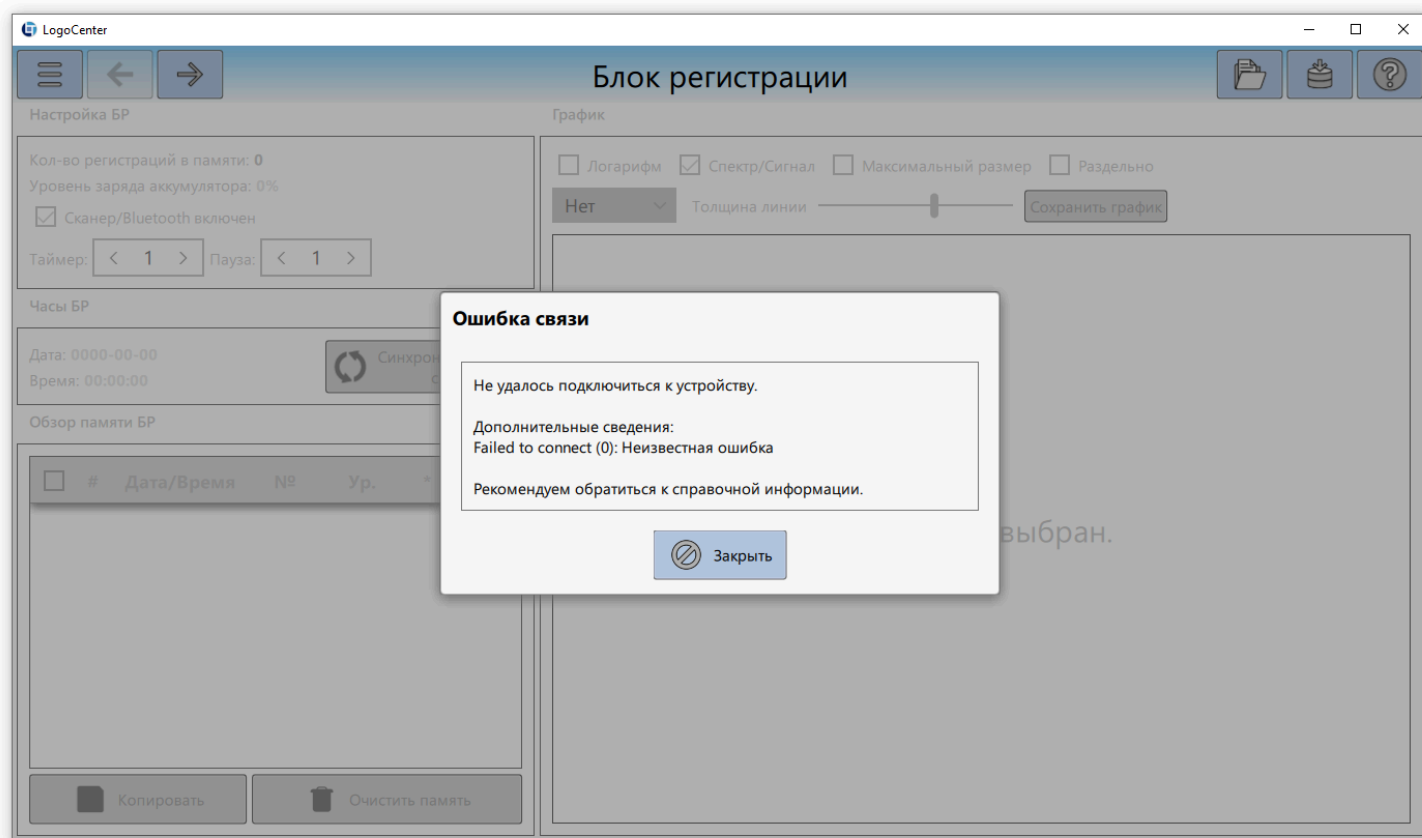 LogoCenter
Блок регистрации
Настройка БР
Кол-во регистраций в памяти: 0
Уровень заряда аккумулятора: 0%
Сканер/Bluetooth включен
Таймер: < 1 > Пауза: < 1 >
Часы БР
Дата: 0000-00-00
Время: 00:00:00
Синхрон
с
Обзор памяти БР
# Дата/Время № Ур. *
Копировать
Очистить память
График
Логарифм Спектр/Сигнал Максимальный размер Раздельно
Нет Толщина линии Сохранить график
выбран.
Ошибка связи
Не удалось подключиться к устройству.
Дополнительные сведения:
Failed to connect (0): Неизвестная ошибка
Рекомендуем обратиться к справочной информации.
Закрыть